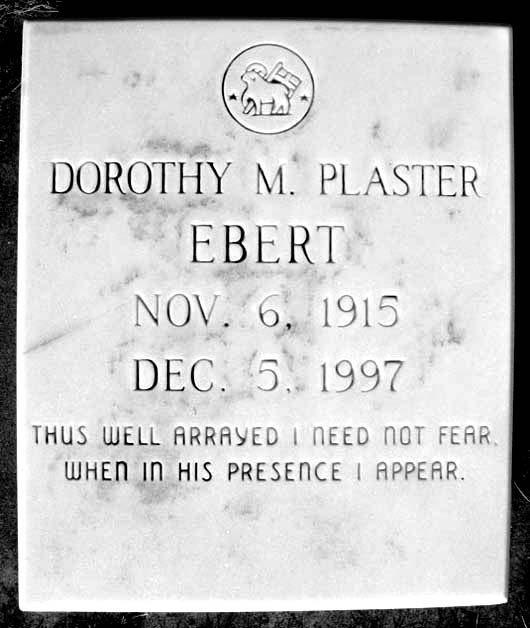 DOROTHY M. PLASTER
EBERT
NOV. 6, 1915
DEC. 5, 1997
THUS WELL ARRAYED I NEED NOT FEAR,
WHEN IN HIS PRESENCE I APPEAR.